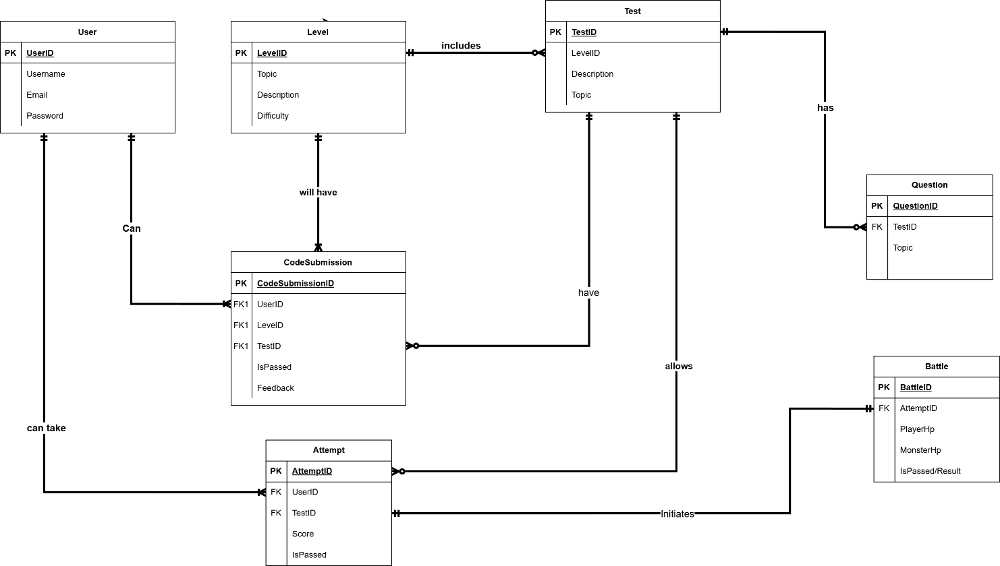 User
PK UserID
Username
Email
Password
Level
PK LevelID
Topic
Description
Difficulty
includes
Test
PK TestID
LevelID
Description
Topic
has
Question
PK QuestionID
FK TestID
Topic
will have
Can
CodeSubmission
PK CodeSubmissionID
FK1 UserID
FK1 LevelD
FK1 TestID
IsPassed
Feedback
have
allows
can take
Attempt
PK AttemptID
FK UserID
FK TestID
Score
IsPassed
Initiates
Battle
PK BattleID
FK AttemptID
PlayerHp
MonsterHp
IsPassed/Result